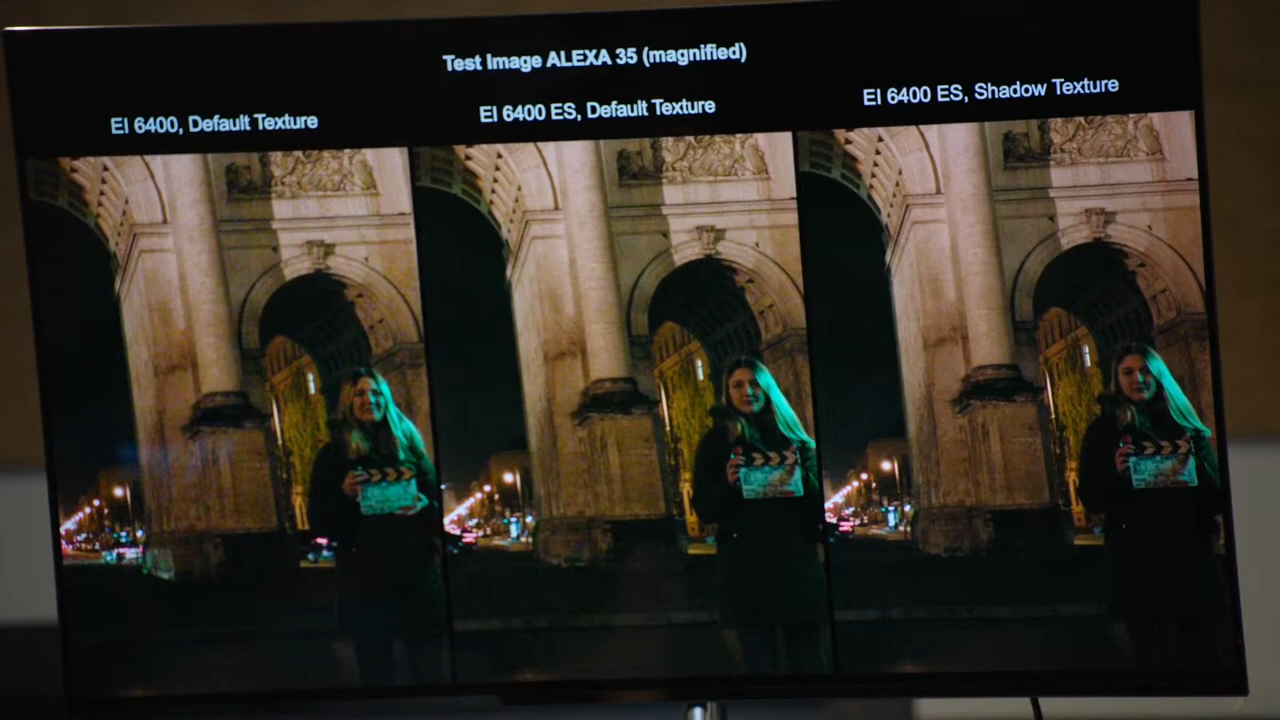 Test Image ALEXA 35 (magnified)
EI 6400, Default Texture
EI 6400 ES, Default Texture
EI 6400 ES, Shadow Texture